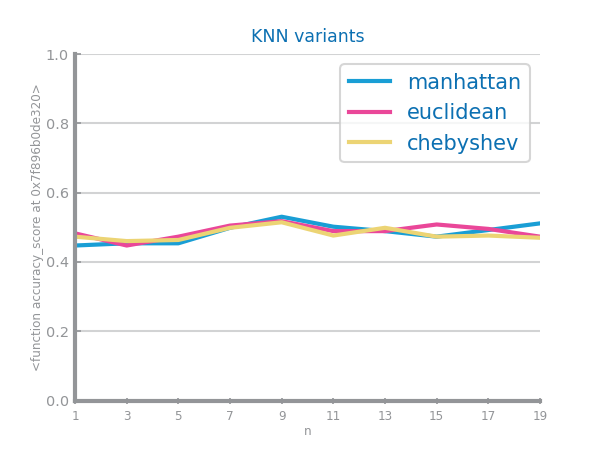 KNN variants
1.0
0.8
0.6
0.4
0.2
0.0
<function accuracy_score at 0x7f896b0de320>
manhattan
euclidean
chebyshev
1 3 5 7 9 11 13 15 17 19
n